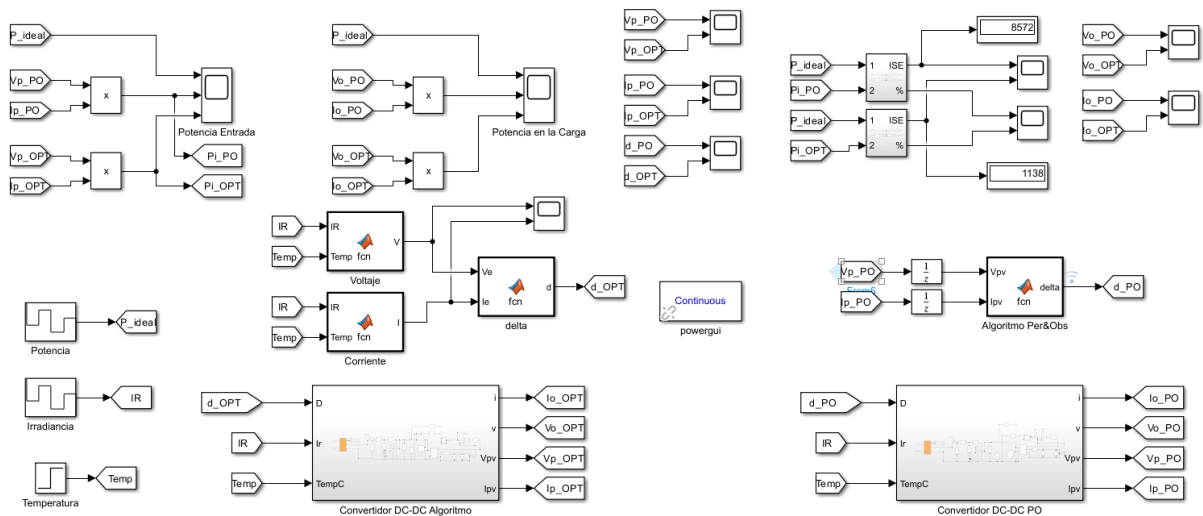 P_ideal
Vp_PO
Ip_PO
x
Potencia Entrada
Pi_PO
Vp_OPT
Ip_OPT
x
Pi_OPT
P_ideal
Vo_PO
Io_PO
x
Potencia en la Carga
Vo_OPT
Io_OPT
x
Vp_PO
Vp_OPT
Ip_PO
Ip_OPT
d_PO
d_OPT
8572
P_ideal
1 ISE
Pi_PO
2 %
P_ideal
1 ISE
Pi_OPT
2 %
1138
Vo_PO
Vo_OPT
Io_PO
Io_OPT
IR
IR
V
Temp
Temp fcn
Voltaje
IR
IR
I
Temp
Temp fcn
Corriente
Ve
Ie
fcn
d
d_OPT
delta
Continuous
powergui
Vp_PO
From5
Ip_PO
1
z
1
z
Vpv
Ipv
fcn
delta
d_PO
Algoritmo Per&Obs
P_ideal
Potencia
IR
Irradiancia
Temp
Temperatura
d_OPT
D
IR
Ir
Temp
TempC
i
Io_OPT
v
Vo_OPT
Vpv
Vp_OPT
Ipv
Ip_OPT
Convertidor DC-DC Algoritmo
d_PO
D
IR
Ir
Temp
TempC
i
Io_PO
v
Vo_PO
Vpv
Vp_PO
Ipv
Ip_PO
Convertidor DC-DC PO